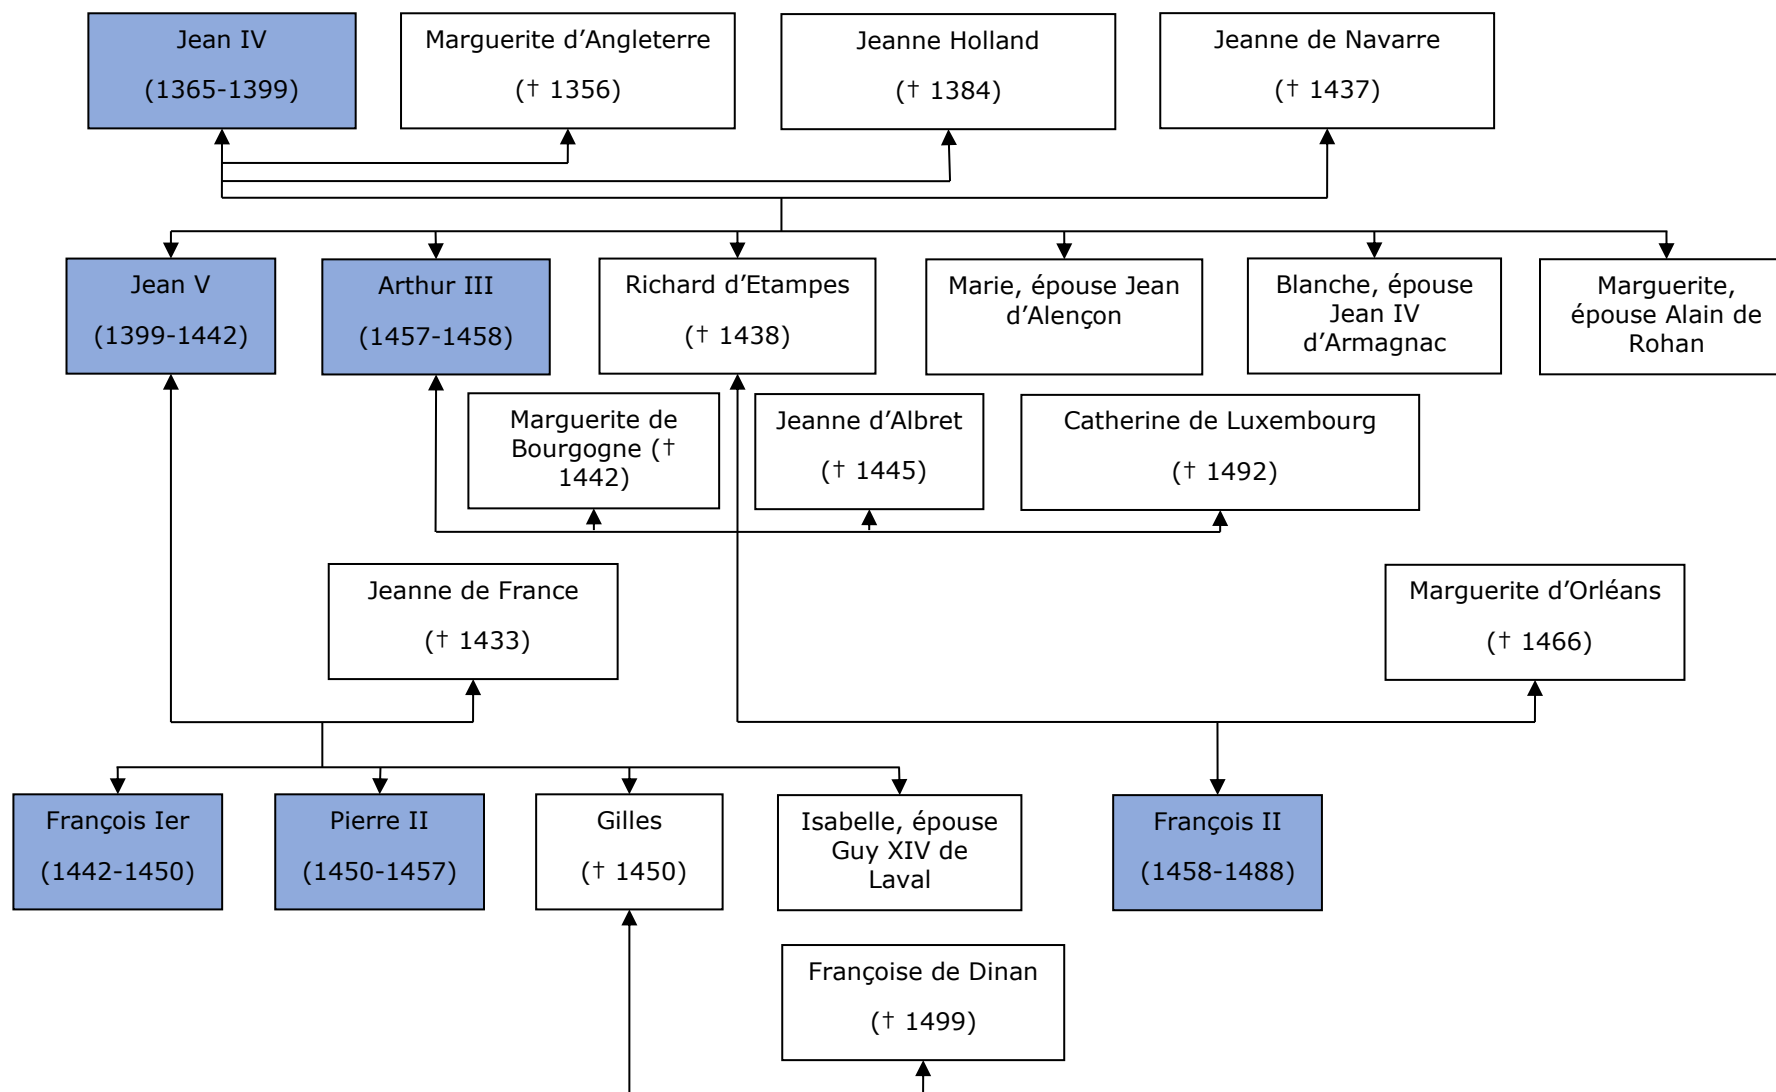 Jean IV
(1365-1399)
Marguerite d’Angleterre
(† 1356)
Jeanne Holland
(† 1384)
Jeanne de Navarre
(† 1437)
Jean V
(1399-1442)
Arthur III
(1457-1458)
Richard d’Etampes
(† 1438)
Marie, épouse Jean
d’Alençon
Blanche, épouse
Jean IV
d’Armagnac
Marguerite,
épouse Alain de
Rohan
Marguerite de
Bourgogne (†
1442)
Jeanne d’Albret
(† 1445)
Catherine de Luxembourg
(† 1492)
Jeanne de France
(† 1433)
Marguerite d’Orléans
(† 1466)
François Ier
(1442-1450)
Pierre II
(1450-1457)
Gilles
(† 1450)
Isabelle, épouse
Guy XIV de
Laval
François II
(1458-1488)
Françoise de Dinan
(† 1499)